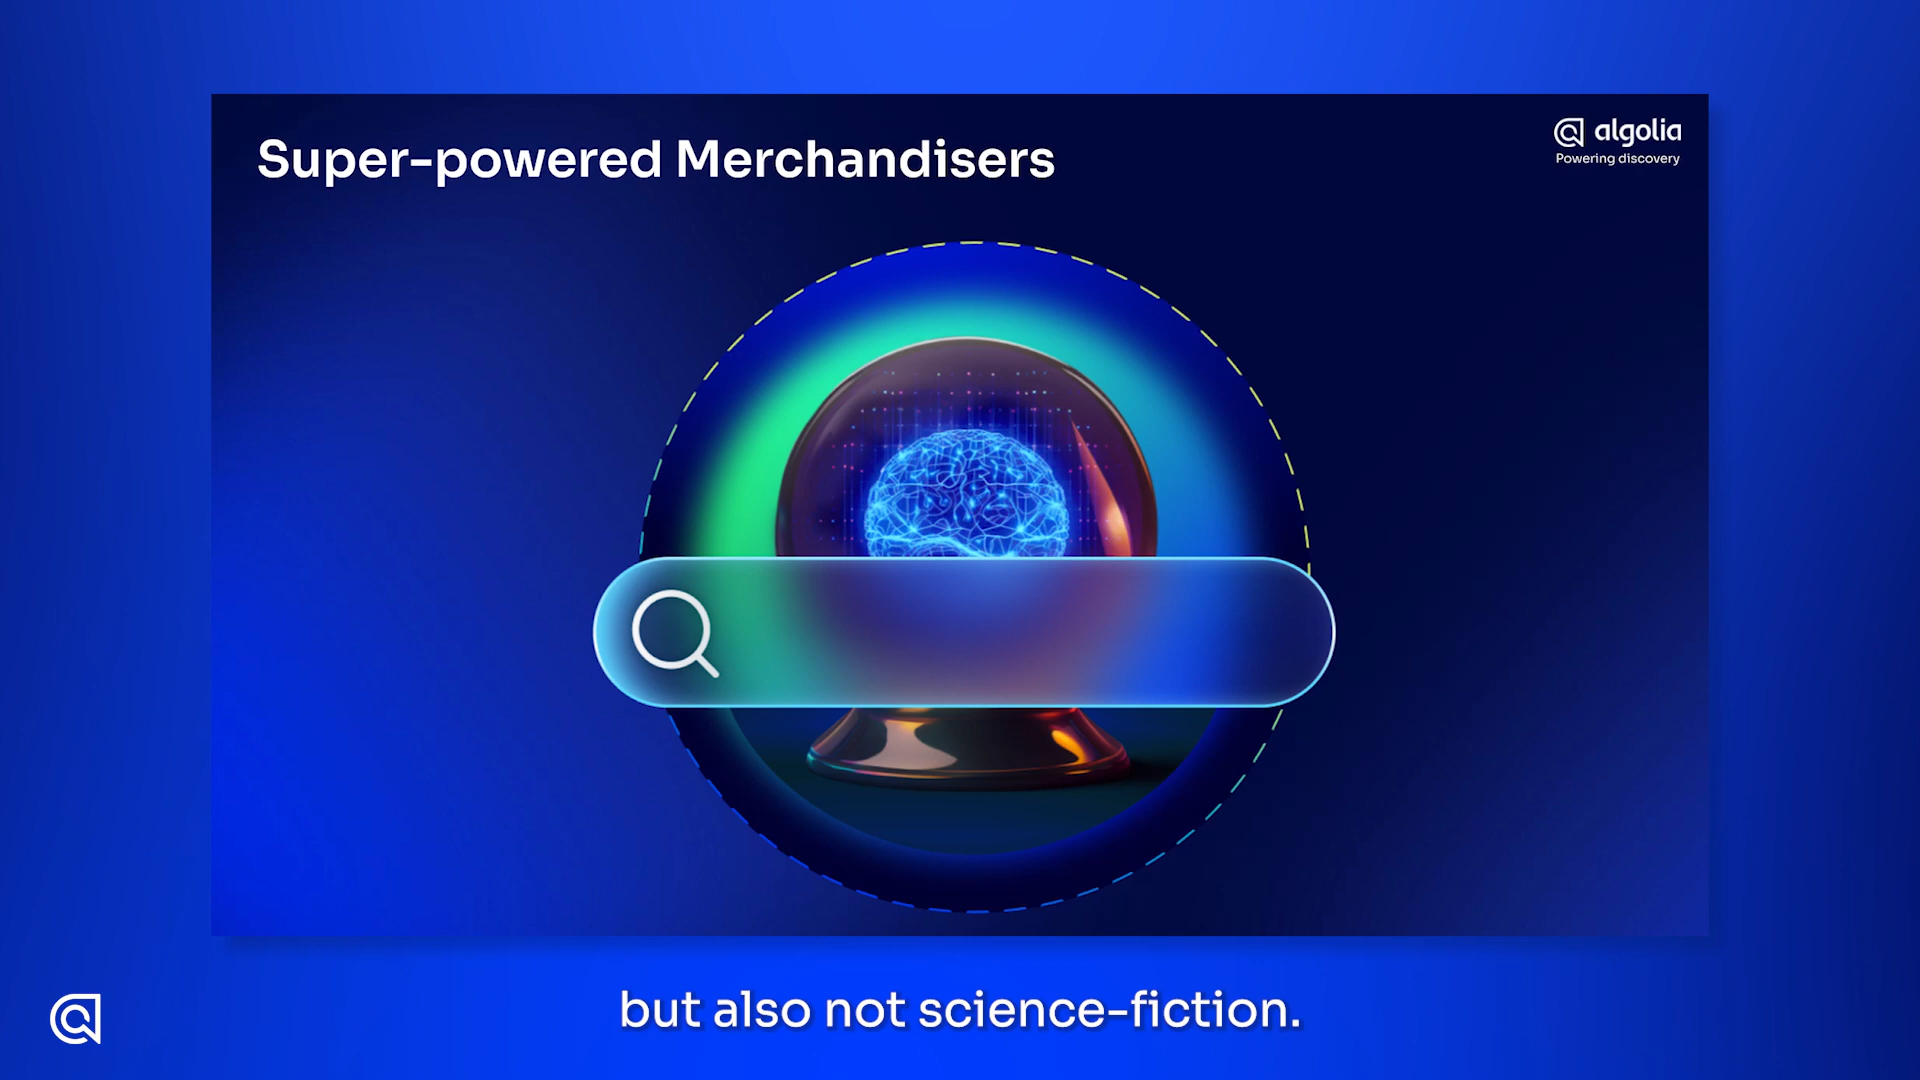 Super-powered Merchandisers
algolia
Powering discovery
but also not science-fiction.